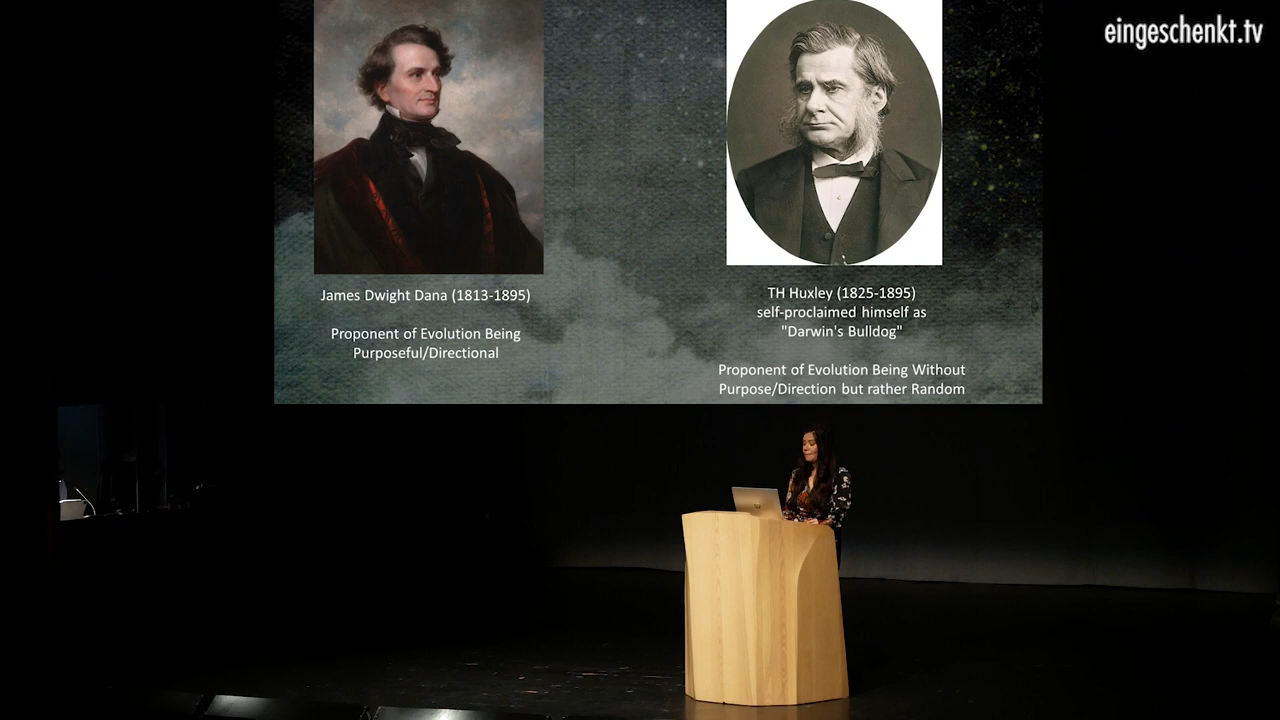 eingeschenkt.tv
James Dwight Dana (1813-1895)
Proponent of Evolution Being
Purposeful/Directional
TH Huxley (1825-1895)
self-proclaimed himself as
"Darwin's Bulldog"
Proponent of Evolution Being Without
Purpose/Direction but rather Random